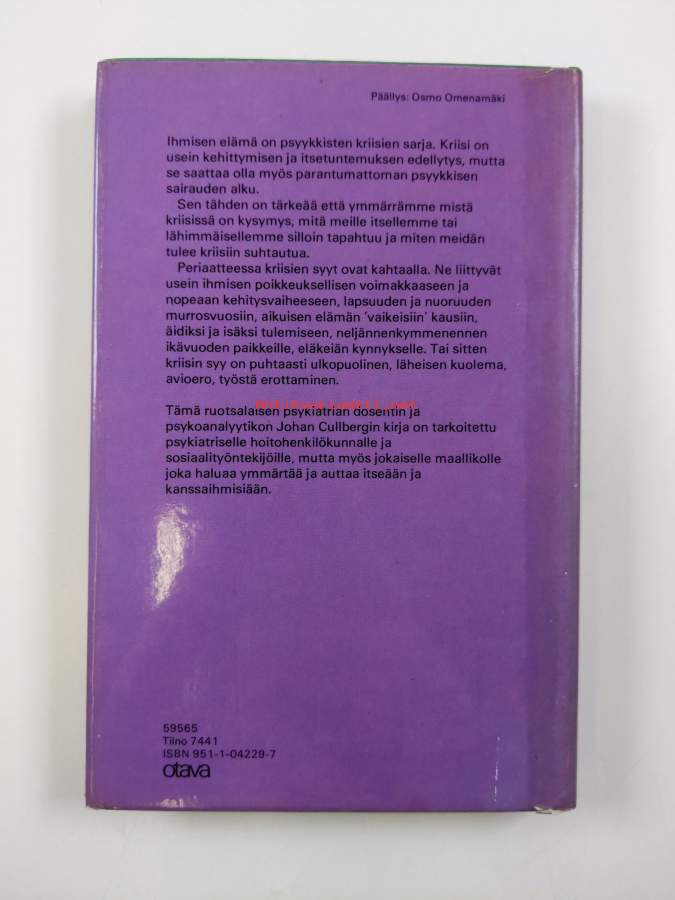 Päällys: Osmo Omenamäki
Ihmisen elämä on psyykkisten kriisien sarja. Kriisi on
usein kehittymisen ja itsetuntemuksen edellytys, mutta
se saattaa olla myös parantumattoman psyykkisen
sairauden alku.
Sen tähden on tärkeää että ymmärrämme mistä
kriisissä on kysymys, mitä meille itsellemme tai
lähimmäisellemme silloin tapahtuu ja miten meidän
tulee kriisiin suhtautua.
Periaatteessa kriisien syyt ovat kahtaalla. Ne liittyvät
usein ihmisen poikkeuksellisen voimakkaaseen ja
nopeaan kehitysvaiheeseen, lapsuuden ja nuoruuden
murrosvuosiin, aikuisen elämän 'vaikeisiin' kausiin,
äidiksi ja isäksi tulemiseen, neljännenkymmenennen
ikävuoden paikkeille, eläkeiän kynnykselle. Tai sitten
kriisin syy on puhtaasti ulkopuolinen, läheisen kuolema,
avioero, työstä erottaminen.
Tämä ruotsalaisen psykiatrian dosentin ja
psykoanalyytikon Johan Cullbergin kirja on tarkoitettu
psykiatriselle hoitohenkilökunnalle ja
sosiaalityöntekijöille, mutta myös jokaiselle maallikolle
joka haluaa ymmärtää ja auttaa itseään ja
kanssaihmisiään.
59565
Tilno 7441
ISBN 951-1-04229-7
otava